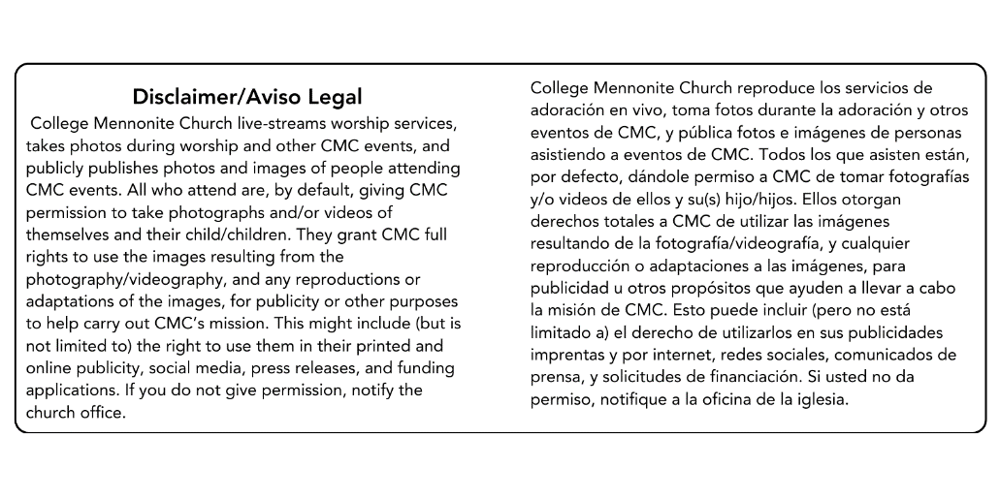 Disclaimer/Aviso Legal
College Mennonite Church live-streams worship services,
takes photos during worship and other CMC events, and
publicly publishes photos and images of people attending
CMC events. All who attend are, by default, giving CMC
permission to take photographs and/or videos of
themselves and their child/children. They grant CMC full
rights to use the images resulting from the
photography/videography, and any reproductions or
adaptations of the images, for publicity or other purposes
to help carry out CMC's mission. This might include (but is
not limited to) the right to use them in their printed and
online publicity, social media, press releases, and funding
applications. If you do not give permission, notify the
church office.
College Mennonite Church reproduce los servicios de
adoración en vivo, toma fotos durante la adoración y otros
eventos de CMC, y pública fotos e imágenes de personas
asistiendo a eventos de CMC. Todos los que asisten están,
por defecto, dándole permiso a CMC de tomar fotografías
y/o videos de ellos y su(s) hijo/hijos. Ellos otorgan
derechos totales a CMC de utilizar las imágenes
resultando de la fotografía/videografía, y cualquier
reproducción o adaptaciones a las imágenes, para
publicidad u otros propósitos que ayuden a llevar a cabo
la misión de CMC. Esto puede incluir (pero no está
limitado a) el derecho de utilizarlos en sus publicidades
imprentas y por internet, redes sociales, comunicados de
prensa, y solicitudes de financiación. Si usted no da
permiso, notifique a la oficina de la iglesia.